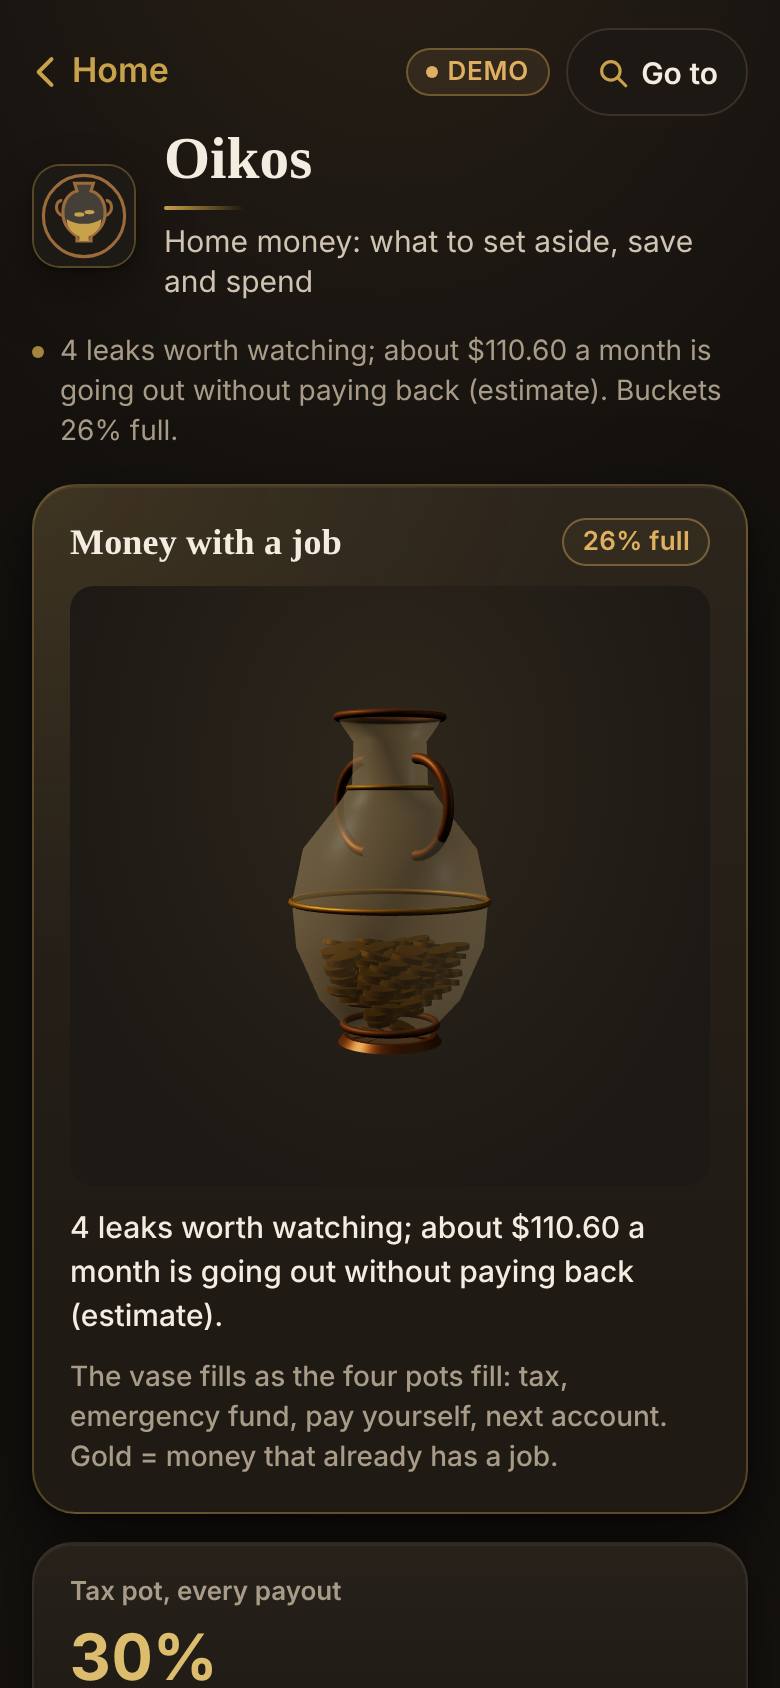 Home
DEMO
Go to
Oikos
Home money: what to set aside, save
and spend
4 leaks worth watching; about $110.60 a month is
going out without paying back (estimate). Buckets
26% full.
Money with a job
26% full
4 leaks worth watching; about $110.60 a
month is going out without paying back
(estimate).
The vase fills as the four pots fill: tax,
emergency fund, pay yourself, next account.
Gold = money that already has a job.
Tax pot, every payout
30%